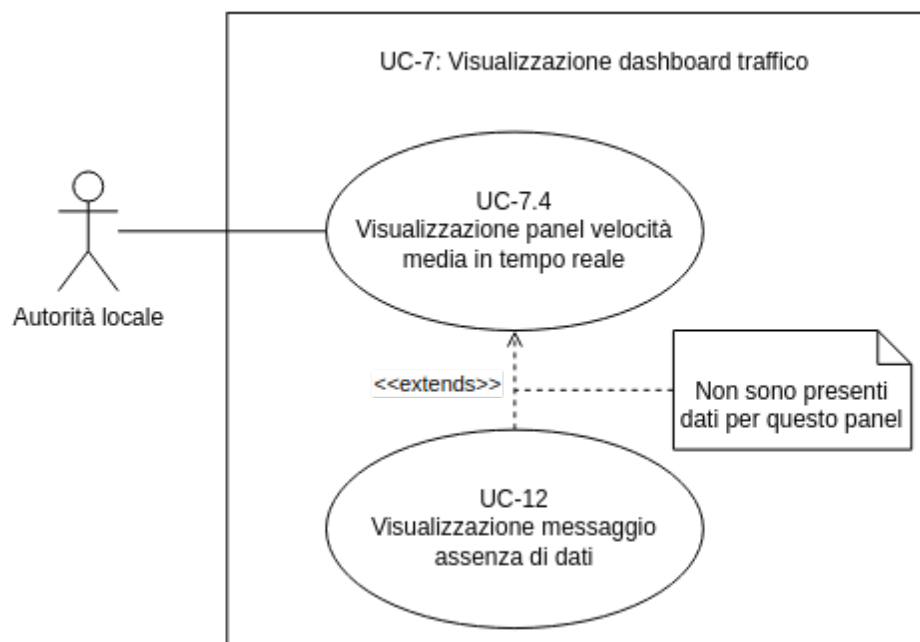 UC-7: Visualizzazione dashboard traffico
UC-7.4
Visualizzazione panel velocità
media in tempo reale
Autorità locale
<<extends>>
Non sono presenti
dati per questo panel
UC-12
Visualizzazione messaggio
assenza di dati